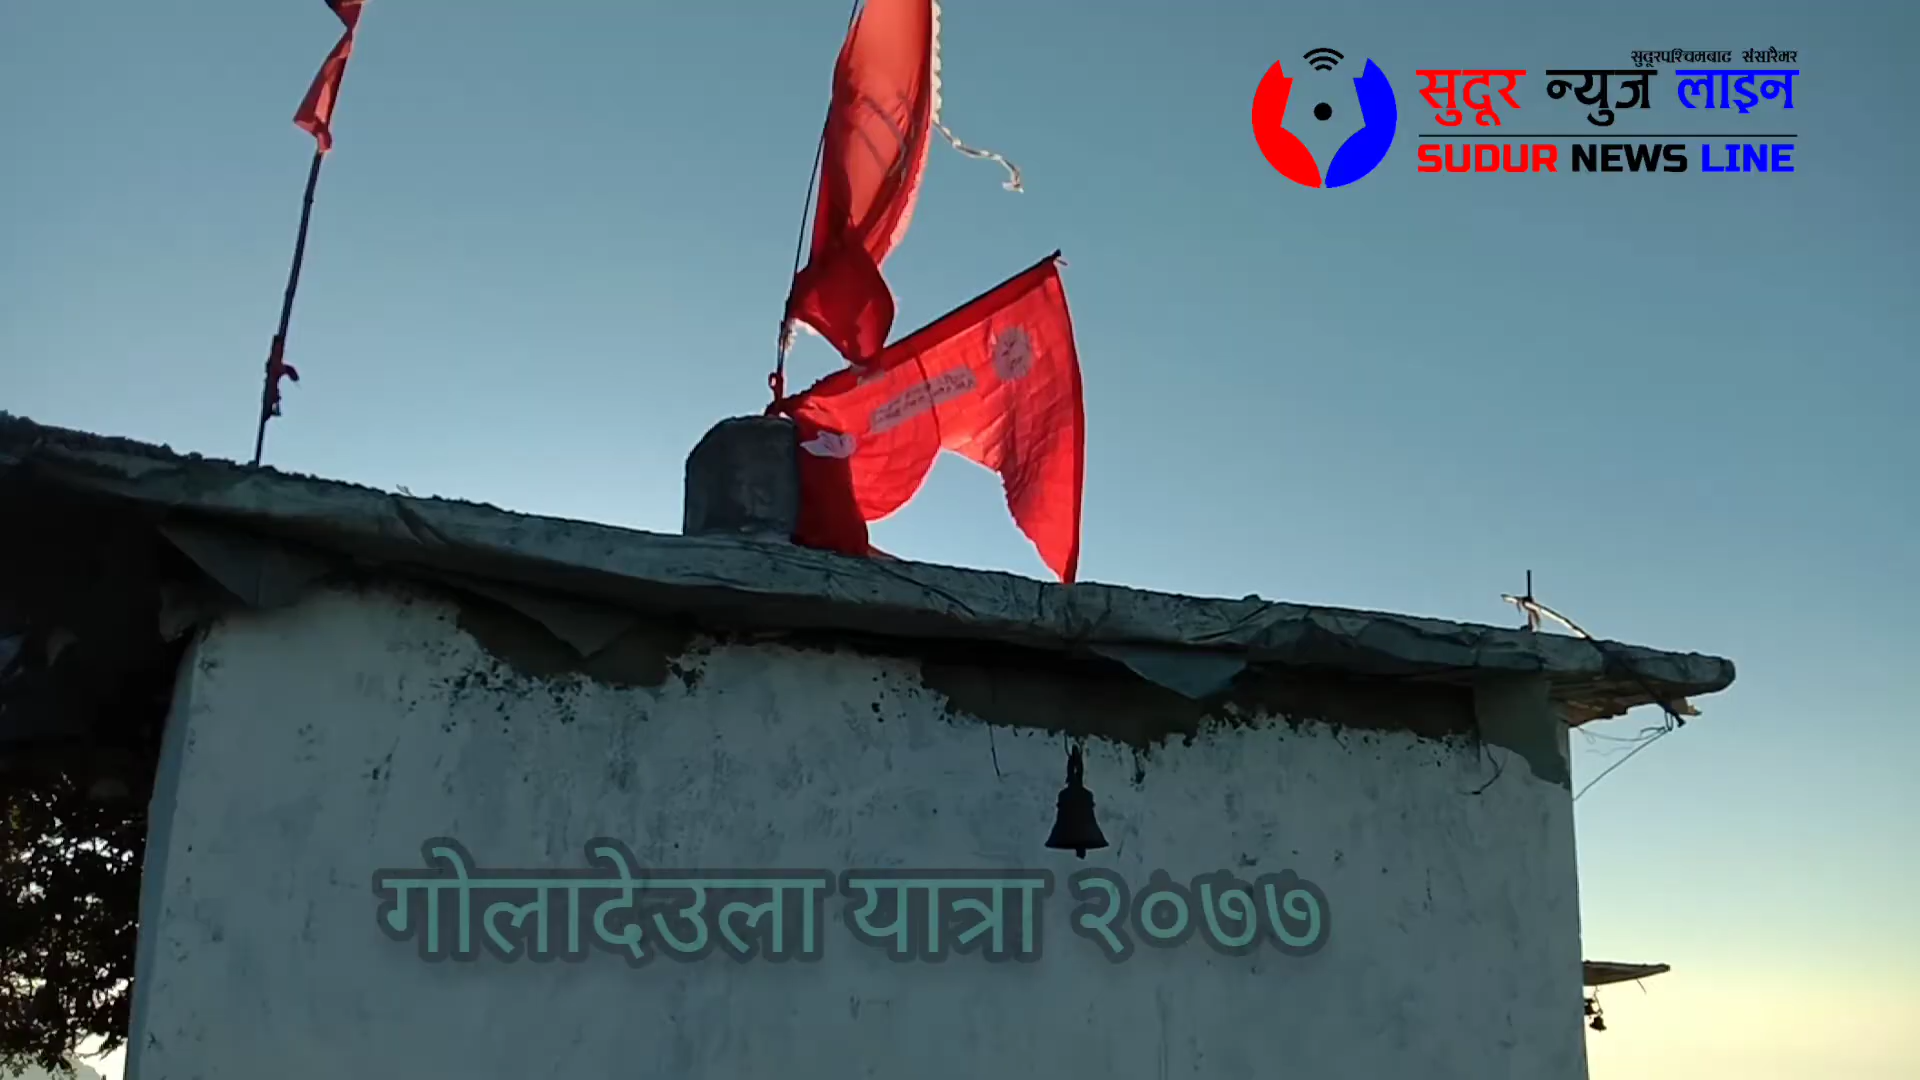 सुदूरपश्चिमबाट संसारैभर
सुदूर न्युज लाइन
SUDUR NEWS LINE
गोलादेउला यात्रा २०७७